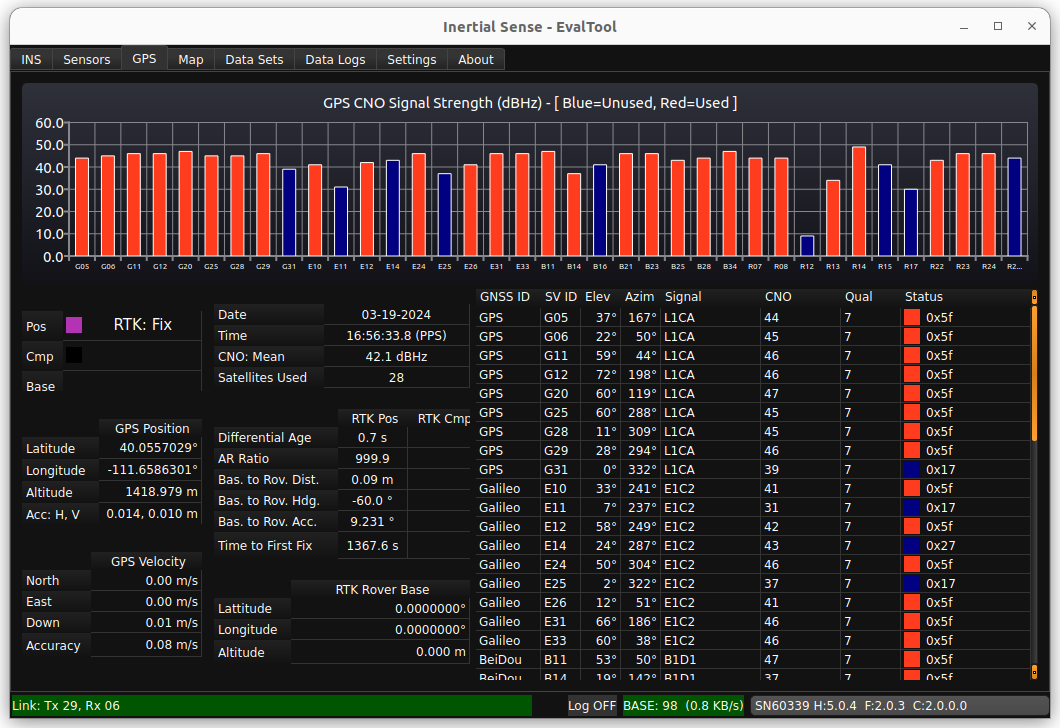 Inertial Sense - EvalTool
INS Sensors GPS Map Data Sets Data Logs Settings About
GPS CNO Signal Strength (dBHz) - [ Blue=Unused, Red=Used ]
60.0
50.0
40.0
30.0
20.0
10.0
0.0
G05 G06 G11 G12 G20 G25 G28 G29 G31 E10 E11 E12 E14 E24 E25 E26 E31 E33 B11 B14 B16 B21 B23 B25 B28 B34 R07 R08 R12 R13 R14 R15 R17 R22 R23 R24 R2...
Pos RTK: Fix
Cmp
Base
GPS Position
Latitude 40.0557029°
Longitude -111.6586301°
Altitude 1418.979 m
Acc: H, V 0.014, 0.010 m
GPS Velocity
North 0.00 m/s
East 0.00 m/s
Down 0.01 m/s
Accuracy 0.08 m/s
Date 03-19-2024
Time 16:56:33.8 (PPS)
CNO: Mean 42.1 dBHz
Satellites Used 28
RTK Pos RTK Cmp
Differential Age 0.7 s
AR Ratio 999.9
Bas. to Rov. Dist. 0.09 m
Bas. to Rov. Hdg. -60.0 °
Bas. to Rov. Acc. 9.231 °
Time to First Fix 1367.6 s
RTK Rover Base
Lattitude 0.0000000°
Longitude 0.0000000°
Altitude 0.000 m
GNSS ID SV ID Elev Azim Signal CNO Qual Status
GPS G05 37° 167° L1CA 44 7 0x5f
GPS G06 22° 50° L1CA 45 7 0x5f
GPS G11 59° 44° L1CA 46 7 0x5f
GPS G12 72° 198° L1CA 46 7 0x5f
GPS G20 60° 119° L1CA 47 7 0x5f
GPS G25 60° 288° L1CA 45 7 0x5f
GPS G28 11° 309° L1CA 45 7 0x5f
GPS G29 28° 294° L1CA 46 7 0x5f
GPS G31 0° 332° L1CA 39 7 0x17
Galileo E10 33° 241° E1C2 41 7 0x5f
Galileo E11 7° 237° E1C2 31 7 0x17
Galileo E12 58° 249° E1C2 42 7 0x5f
Galileo E14 24° 287° E1C2 43 7 0x27
Galileo E24 50° 304° E1C2 46 7 0x5f
Galileo E25 2° 322° E1C2 37 7 0x17
Galileo E26 12° 51° E1C2 41 7 0x5f
Galileo E31 66° 186° E1C2 46 7 0x5f
Galileo E33 60° 38° E1C2 46 7 0x5f
BeiDou B11 53° 50° B1D1 47 7 0x5f
BeiDou B14 19° 142° B1D1 37 7 0x5f
Link: Tx 29, Rx 06 Log OFF BASE: 98 (0.8 KB/s) SN60339 H:5.0.4 F:2.0.3 C:2.0.0.0